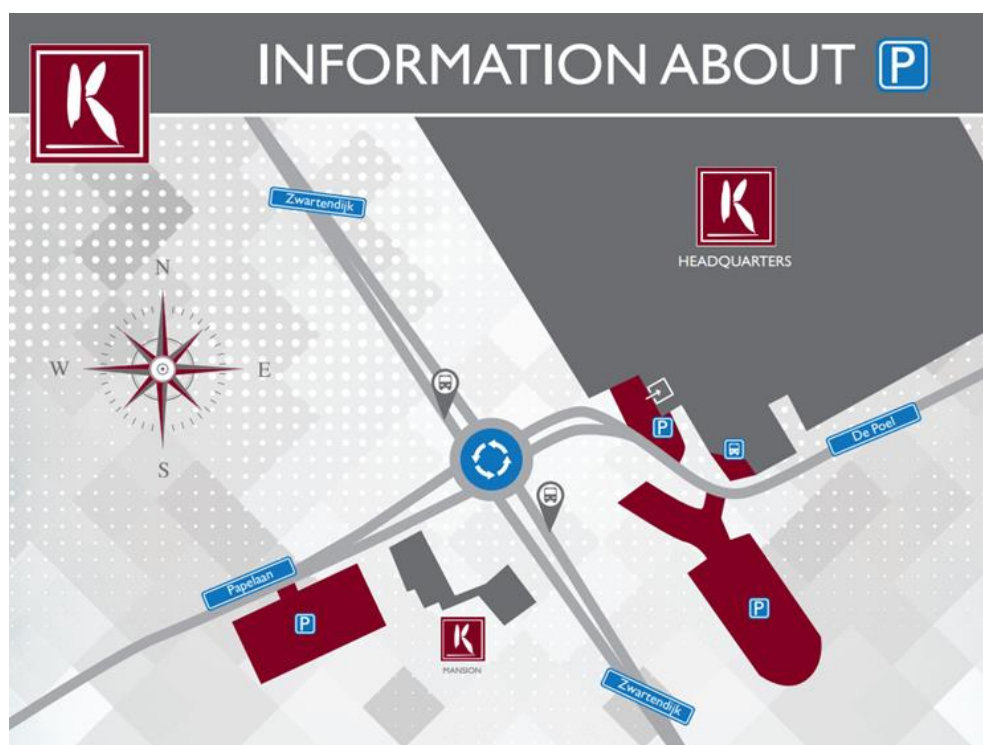 INFORMATION ABOUT P
K
Zwartendijk
K
HEADQUARTERS
N
W
E
S
P
De Poel
Papelaan
P
P
K
MANSION
Zwartendijk